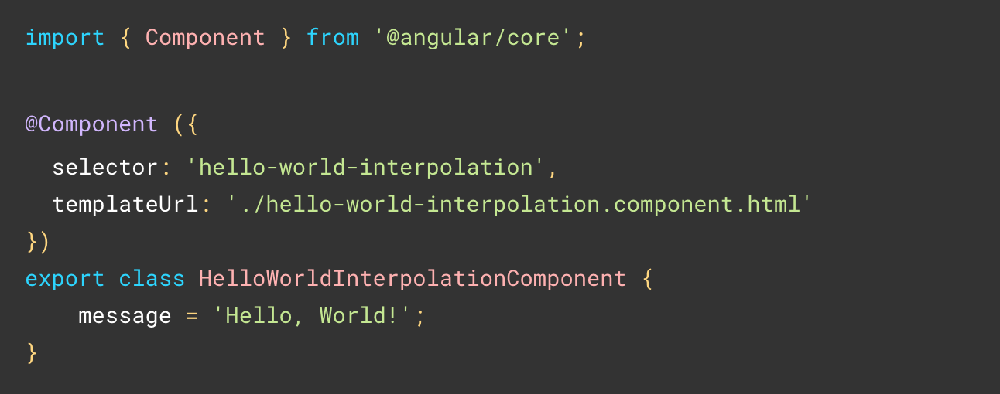 import { Component } from '@angular/core';
@Component ({
  selector: 'hello-world-interpolation',
  templateUrl: './hello-world-interpolation.component.html'
})
export class HelloWorldInterpolationComponent {
    message = 'Hello, World!';
}